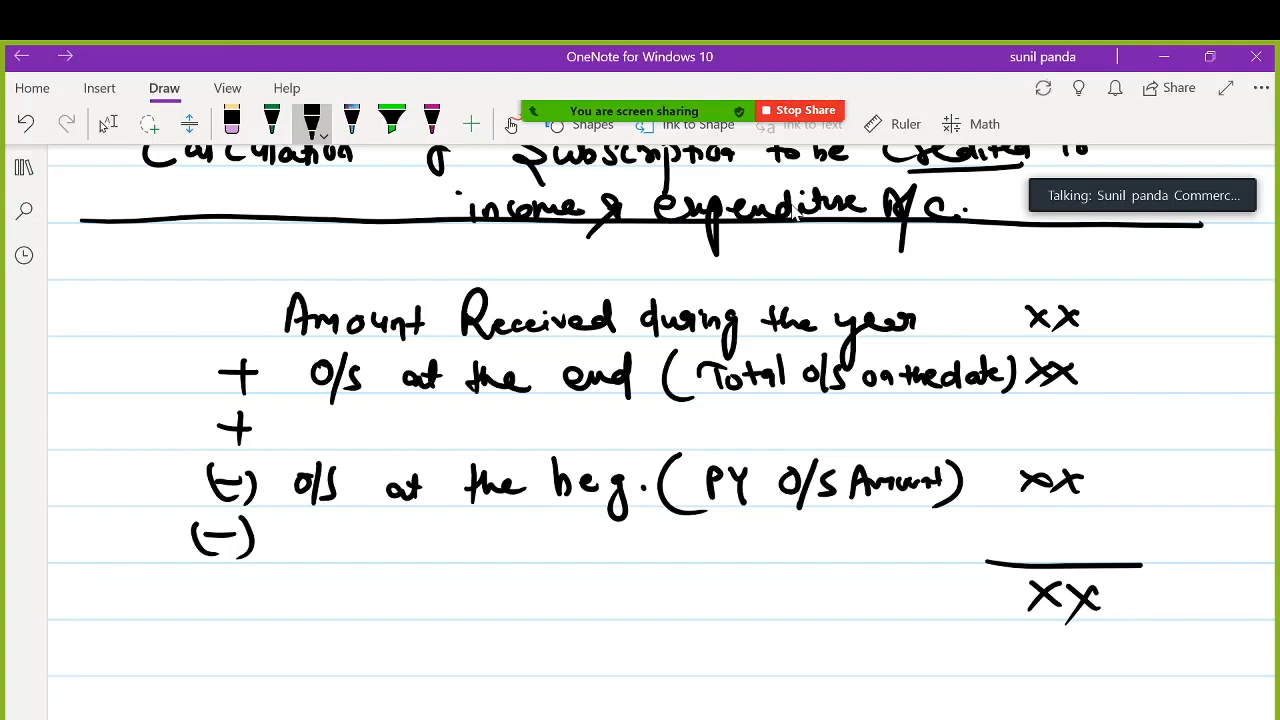 OneNote for Windows 10 sunil panda
Home Insert Draw View Help Share
You are screen sharing Stop Share
Shapes Ink to Shape Ink to Text Ruler Math
Calculation of Subscription to be Credited to
Talking: Sunil panda Commerc...
income & expenditure A/c.
Amount Received during the year XX
+ O/S at the end (Total O/S on the date) XX
+
(-) O/S at the beg. (PY O/S Amount) XX
(-)
XX